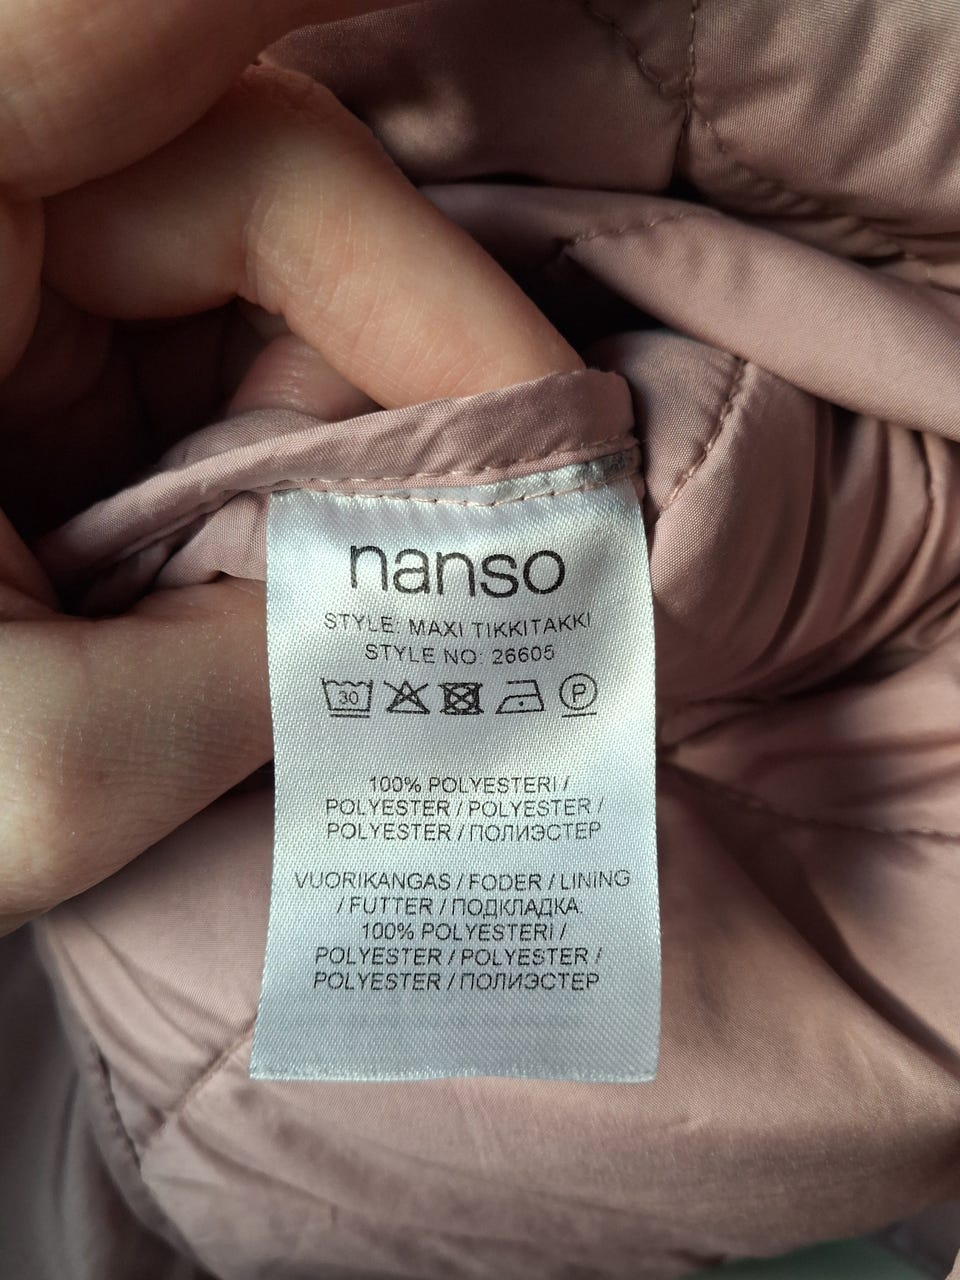 nanso
STYLE: MAXI TIKKITAKKI
STYLE NO: 26605
30 P
100% POLYESTERI /
POLYESTER / POLYESTER /
POLYESTER / ПОЛИЭСТЕР
VUORIKANGAS / FODER / LINING
/ FUTTER / ПОДКЛАДКА:
100% POLYESTERI /
POLYESTER / POLYESTER /
POLYESTER / ПОЛИЭСТЕР